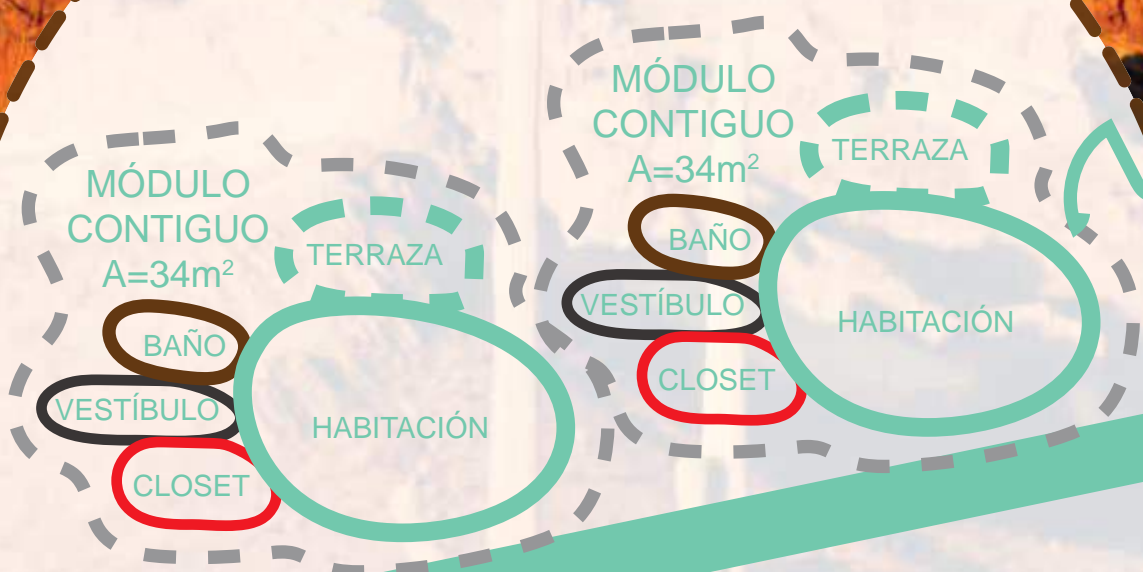 MÓDULO
CONTIGUO
A=34m²
TERRAZA
BAÑO
VESTÍBULO
HABITACIÓN
CLOSET
MÓDULO
CONTIGUO
A=34m²
TERRAZA
BAÑO
VESTÍBULO
HABITACIÓN
CLOSET